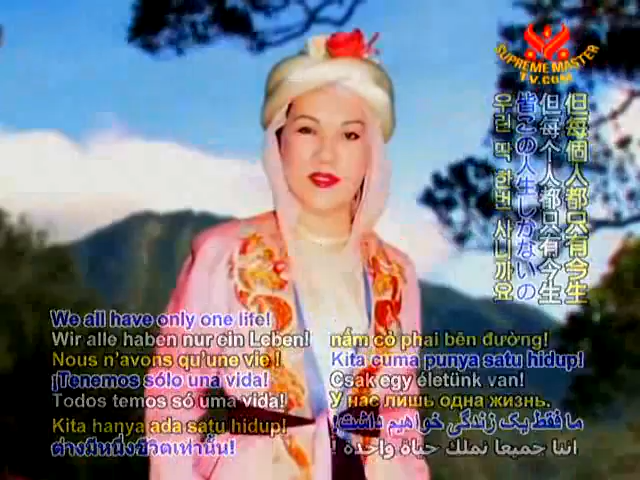 SUPREME MASTER
TV.COM
但每個人都只有今生
但每个人都只有今生
皆この人生しかないの
우린 딱 한번 사니까요
We all have only one life!
Wir alle haben nur ein Leben!
Nous n'avons qu'une vie !
¡Tenemos sólo una vida!
Todos temos só uma vida!
Kita hanya ada satu hidup!
ต่างมีหนึ่งชีวิตเท่านั้น!
nắm cỏ phai bên đường!
Kita cuma punya satu hidup!
Csak egy életünk van!
У нас лишь одна жизнь.
ما فقط یک زندگی خواهیم داشت!
اننا جميعا نملك حياة واحدة !